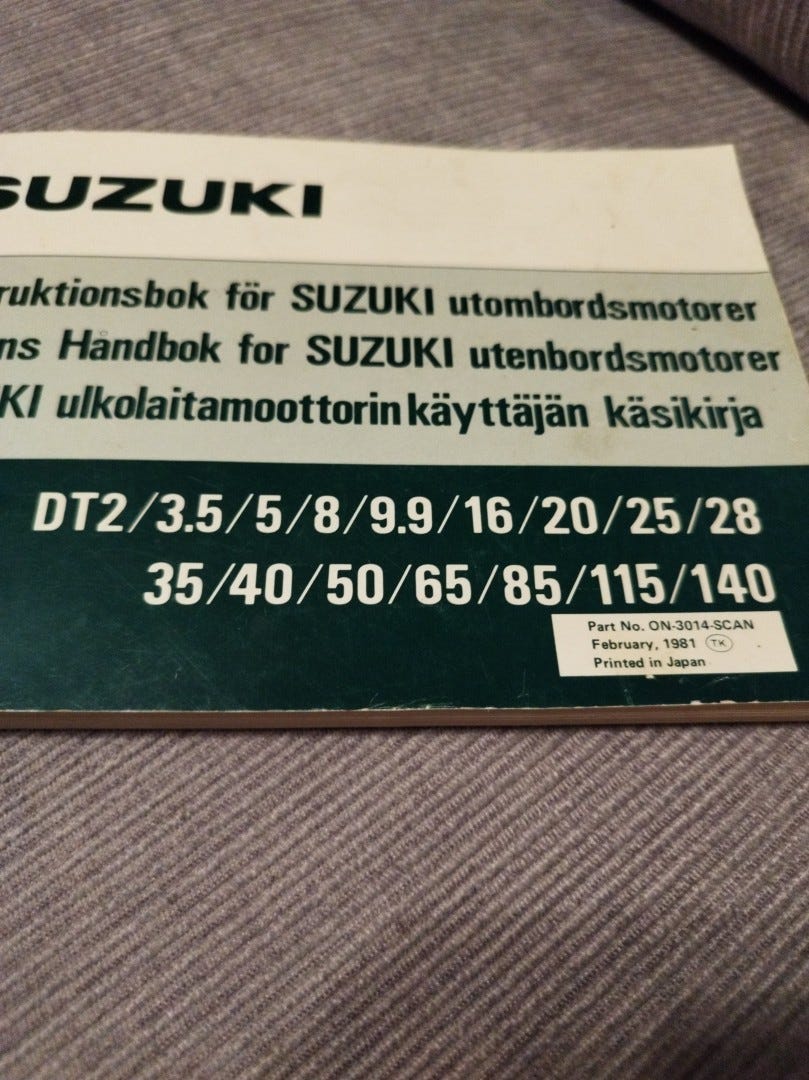 SUZUKI
ruktionsbok för SUZUKI utombordsmotorer
ns Håndbok for SUZUKI utenbordsmotorer
KI ulkolaitamoottorin käyttäjän käsikirja
DT2/3.5/5/8/9.9/16/20/25/28
35/40/50/65/85/115/140
Part No. ON-3014-SCAN
February, 1981 TK
Printed in Japan